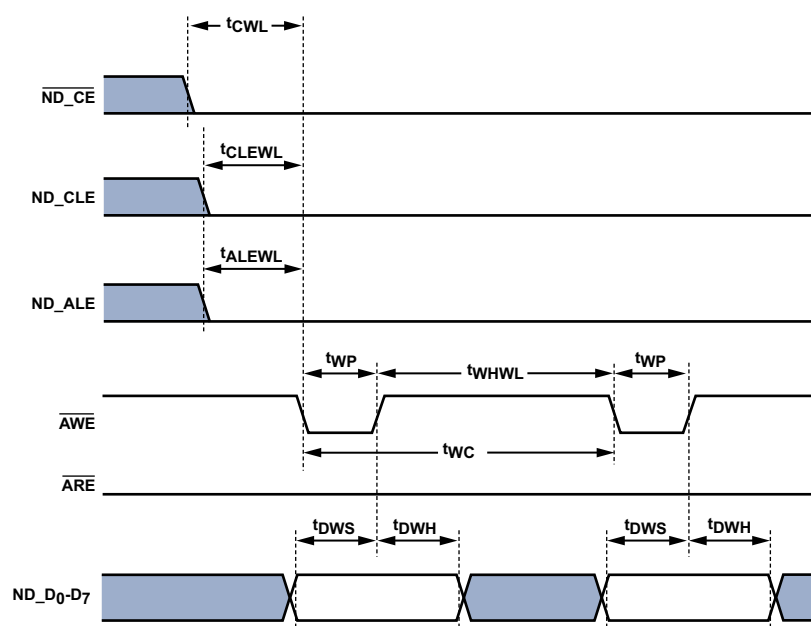 tCWL
ND_CE
tCLEWL
ND_CLE
tALEWL
ND_ALE
tWP tWHWL tWP
AWE
tWC
ARE
tDWS tDWH tDWS tDWH
ND_D0-D7